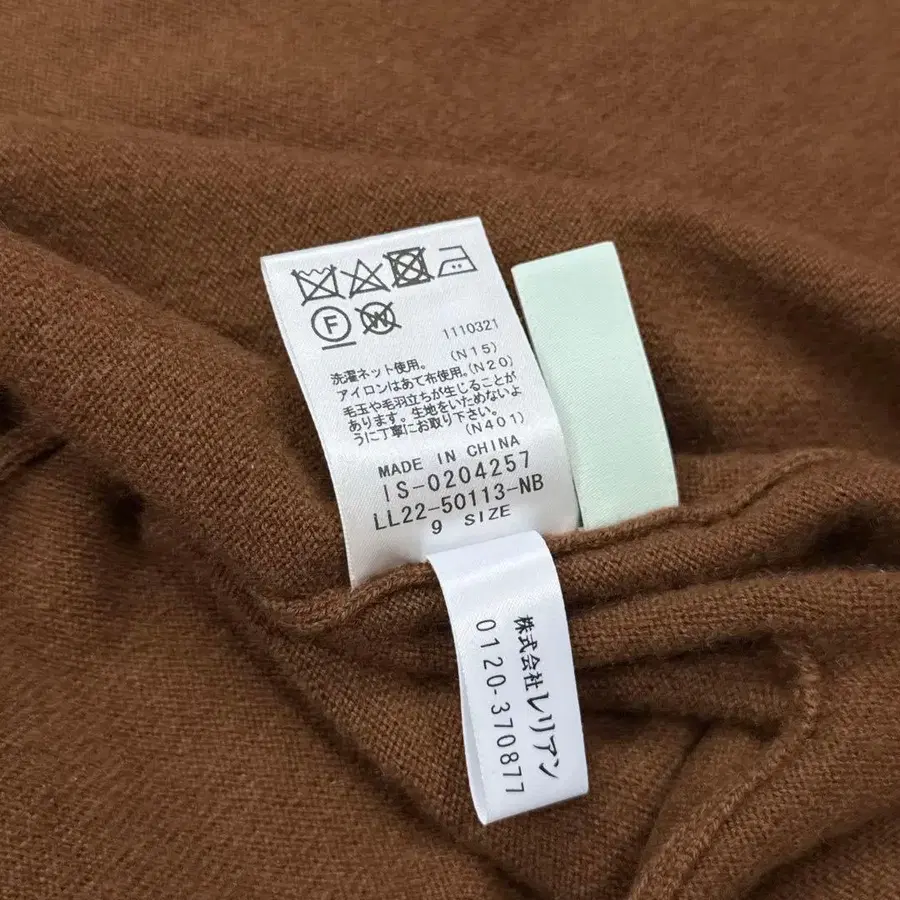 F
W
1110321
洗濯ネット使用。 (N15)
アイロンはあて布使用。(N20)
毛玉や毛羽立ちが生じることが
あります。生地をいためないよ
うに丁寧にお取り下さい。
(N401)
MADE IN CHINA
IS-0204257
LL22-50113-NB
9 SIZE
株式会社レリアン
0120-370877